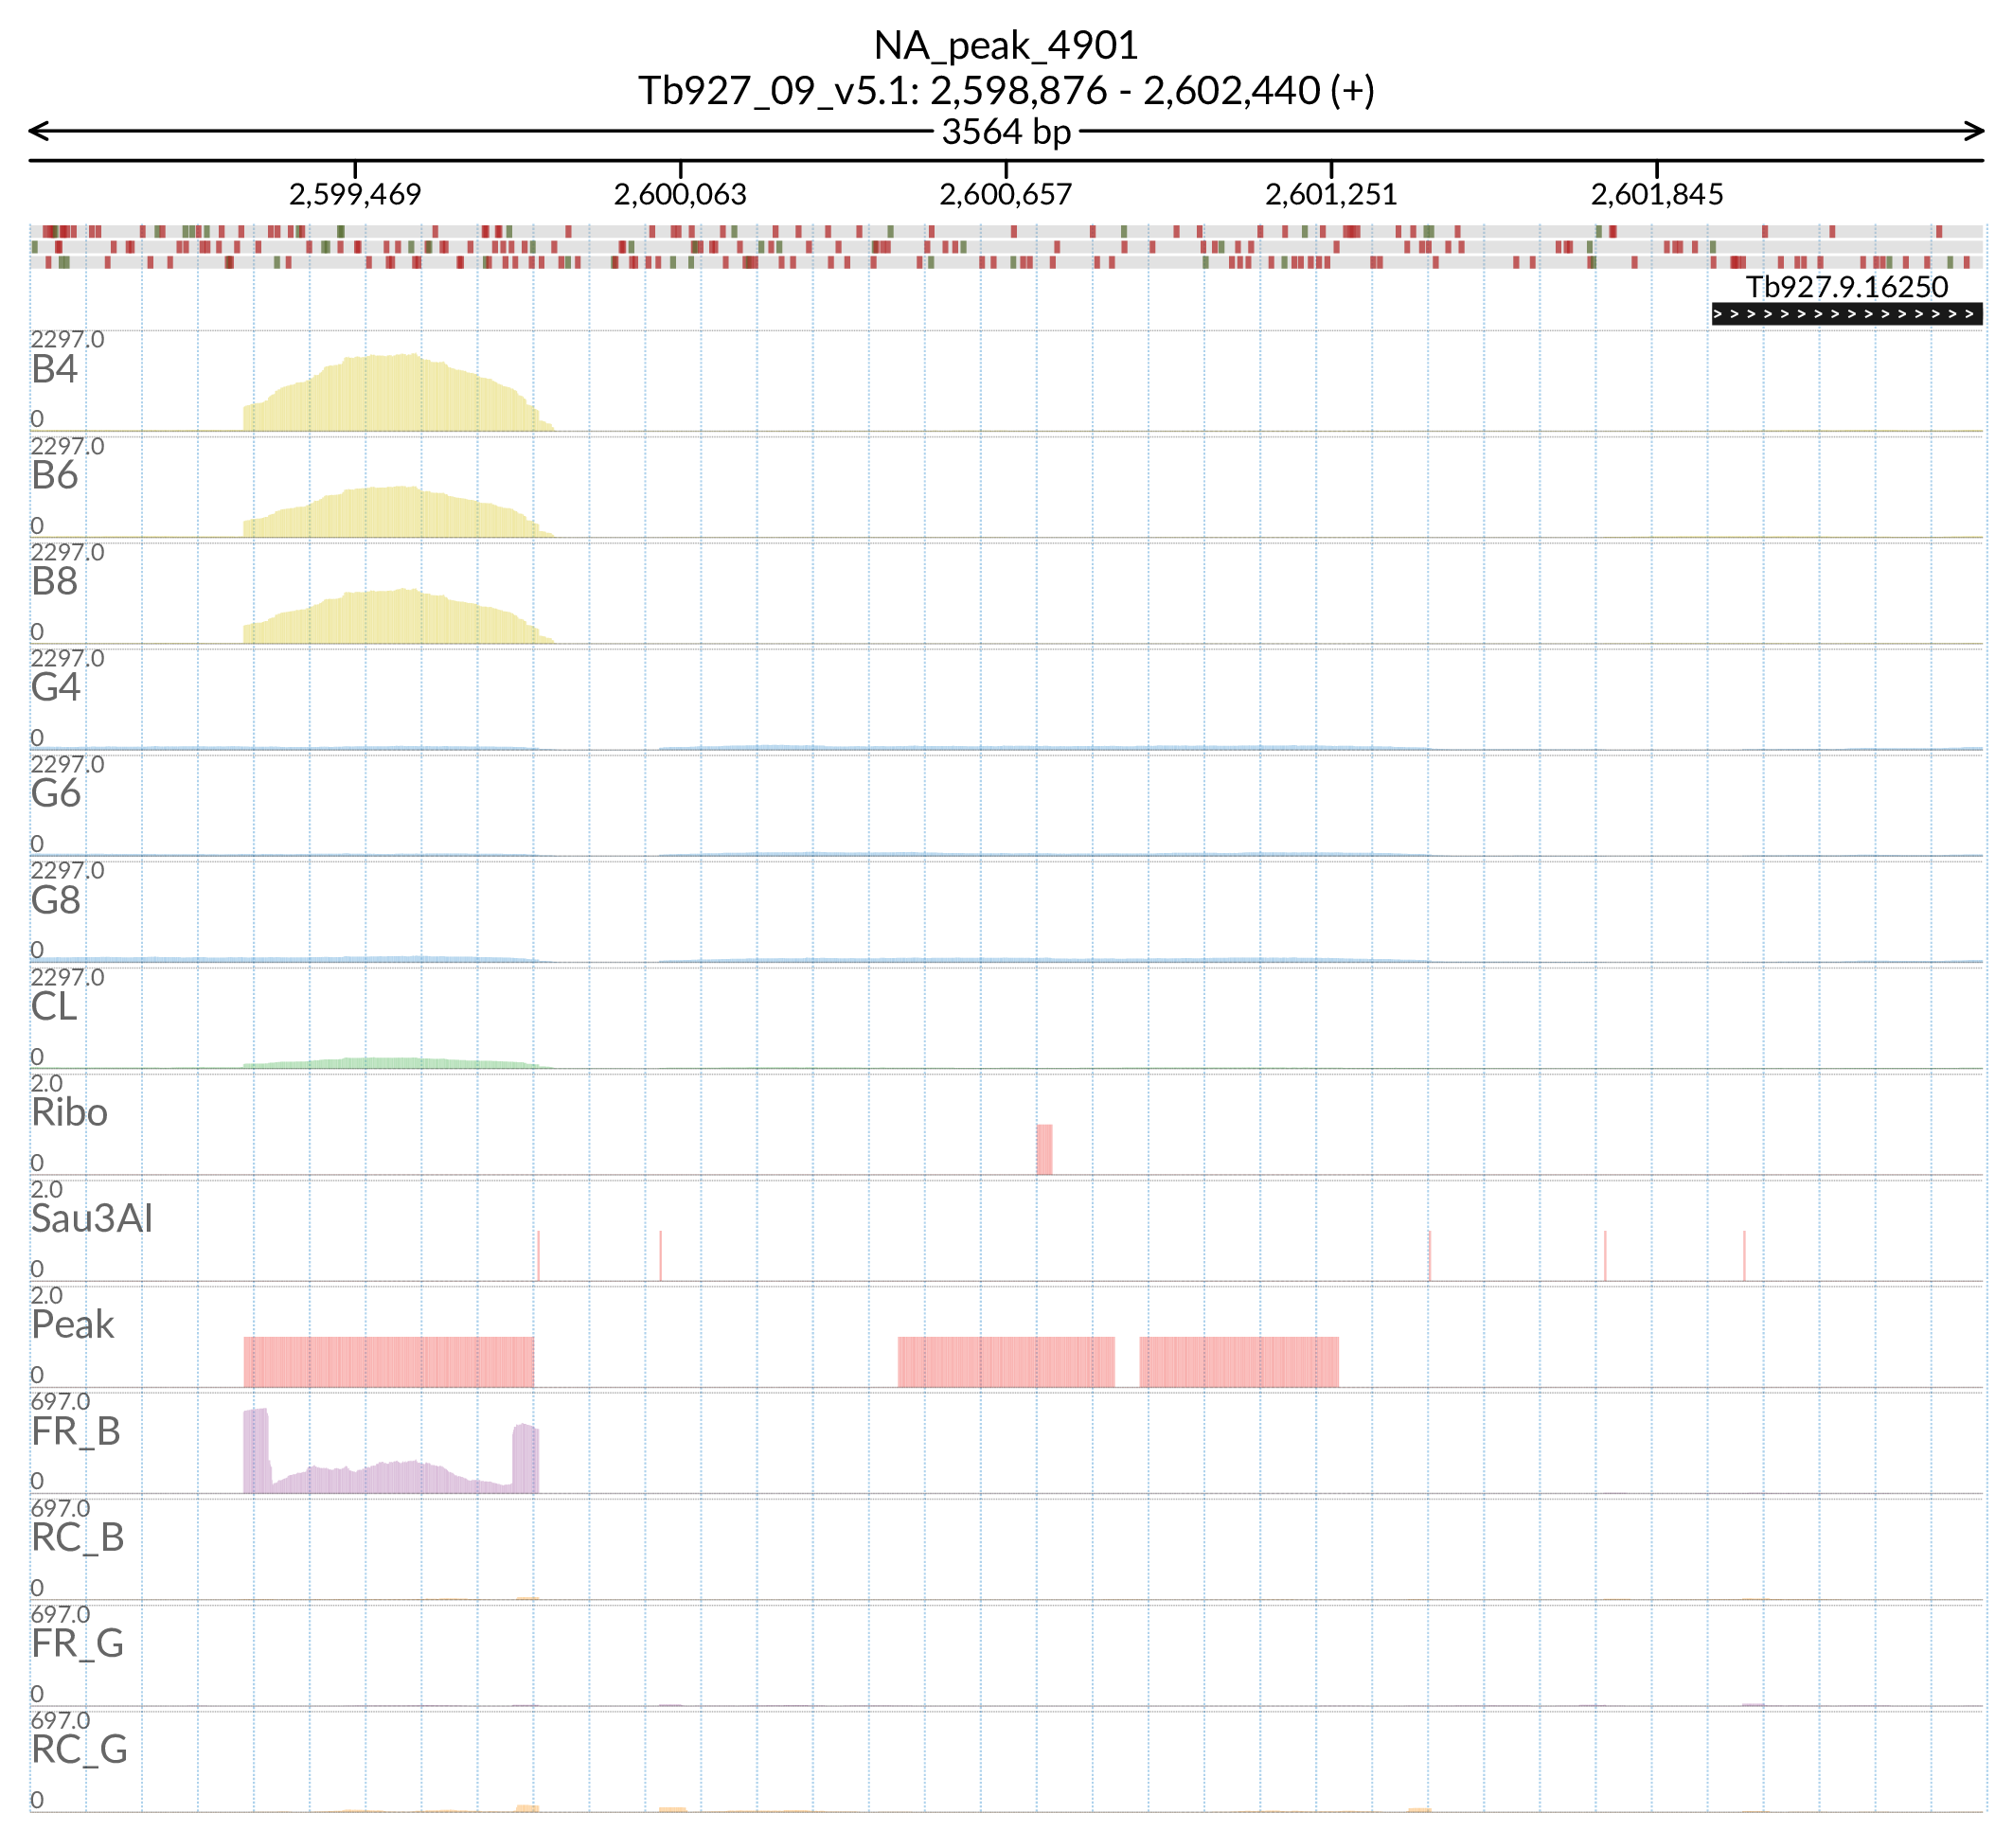 NA_peak_4901
Tb927_09_v5.1: 2,598,876 - 2,602,440 (+)
3564 bp
2,599,469 2,600,063 2,600,657 2,601,251 2,601,845
Tb927.9.16250
2297.0
B4
0
2297.0
B6
0
2297.0
B8
0
2297.0
G4
0
2297.0
G6
0
2297.0
G8
0
2297.0
CL
0
2.0
Ribo
0
2.0
Sau3AI
0
2.0
Peak
0
697.0
FR_B
0
697.0
RC_B
0
697.0
FR_G
0
697.0
RC_G
0